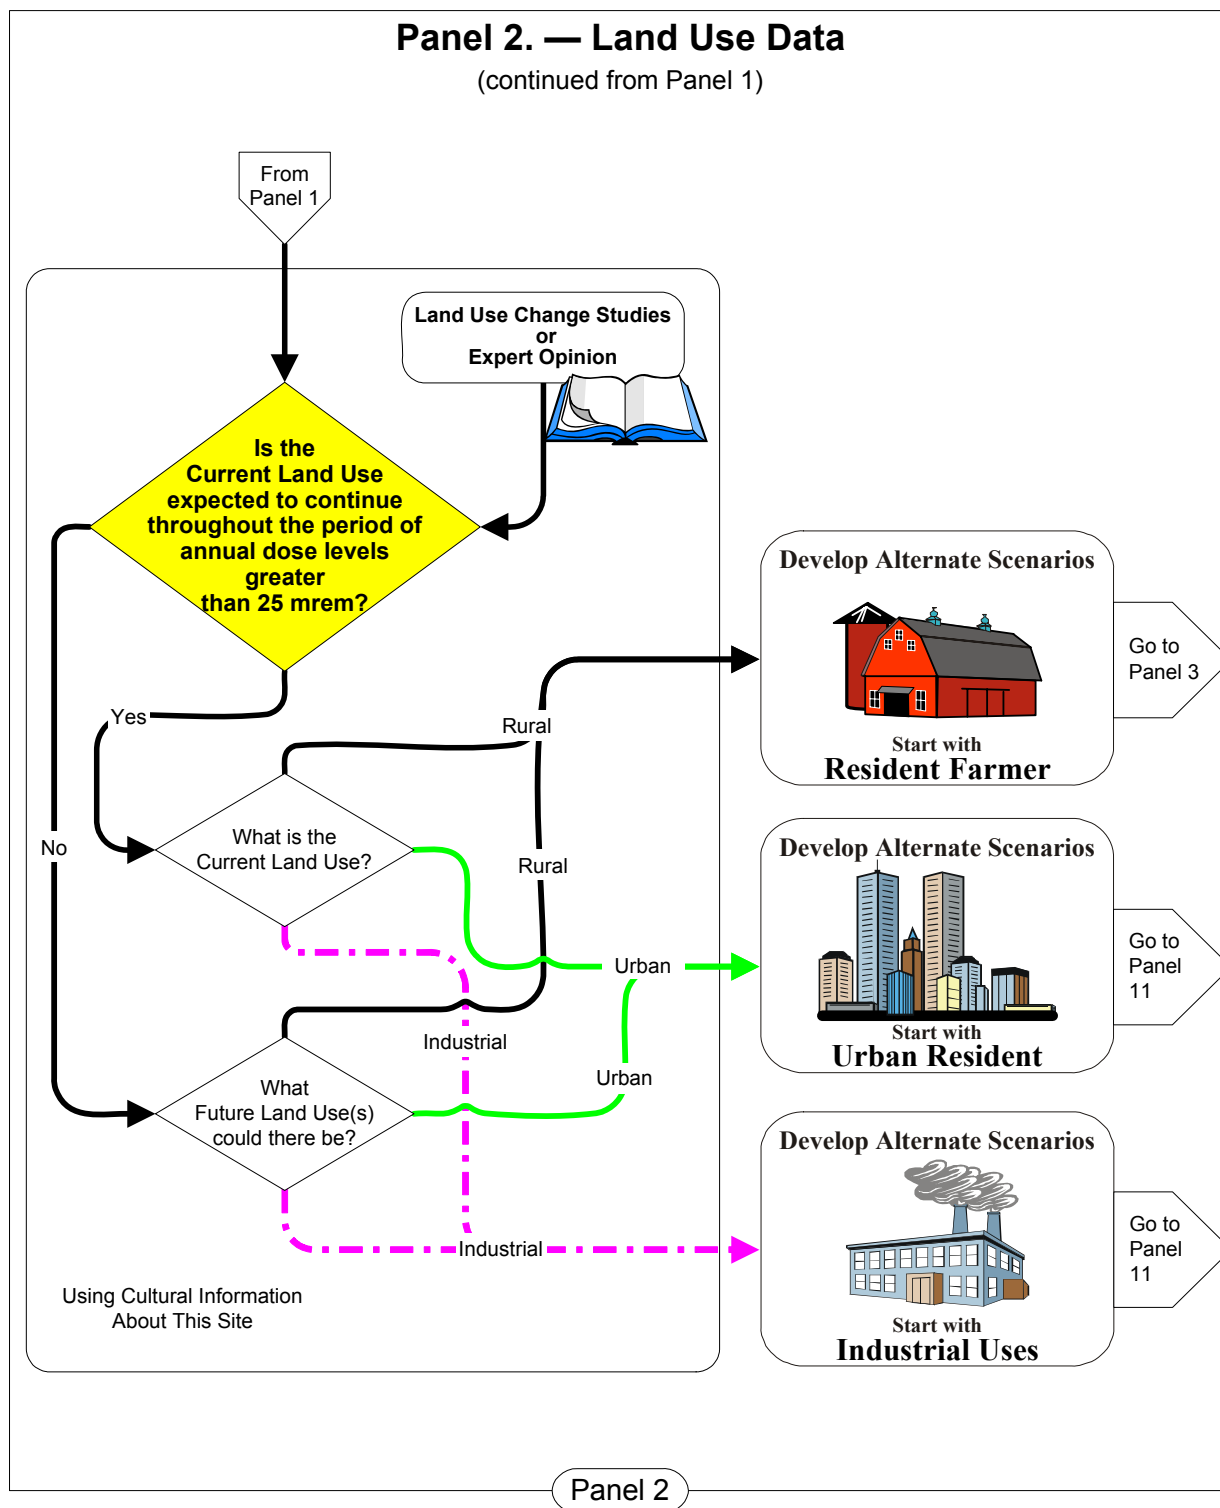 Panel 2. — Land Use Data
(continued from Panel 1)
From
Panel 1
Land Use Change Studies
or
Expert Opinion
Is the
Current Land Use
expected to continue
throughout the period of
annual dose levels
greater
than 25 mrem?
Yes
No
What is the
Current Land Use?
Rural
Rural
Urban
Industrial
Urban
What
Future Land Use(s)
could there be?
Industrial
Using Cultural Information
About This Site
Develop Alternate Scenarios
Start with
Resident Farmer
Go to
Panel 3
Develop Alternate Scenarios
Start with
Urban Resident
Go to
Panel
11
Develop Alternate Scenarios
Start with
Industrial Uses
Go to
Panel
11
Panel 2